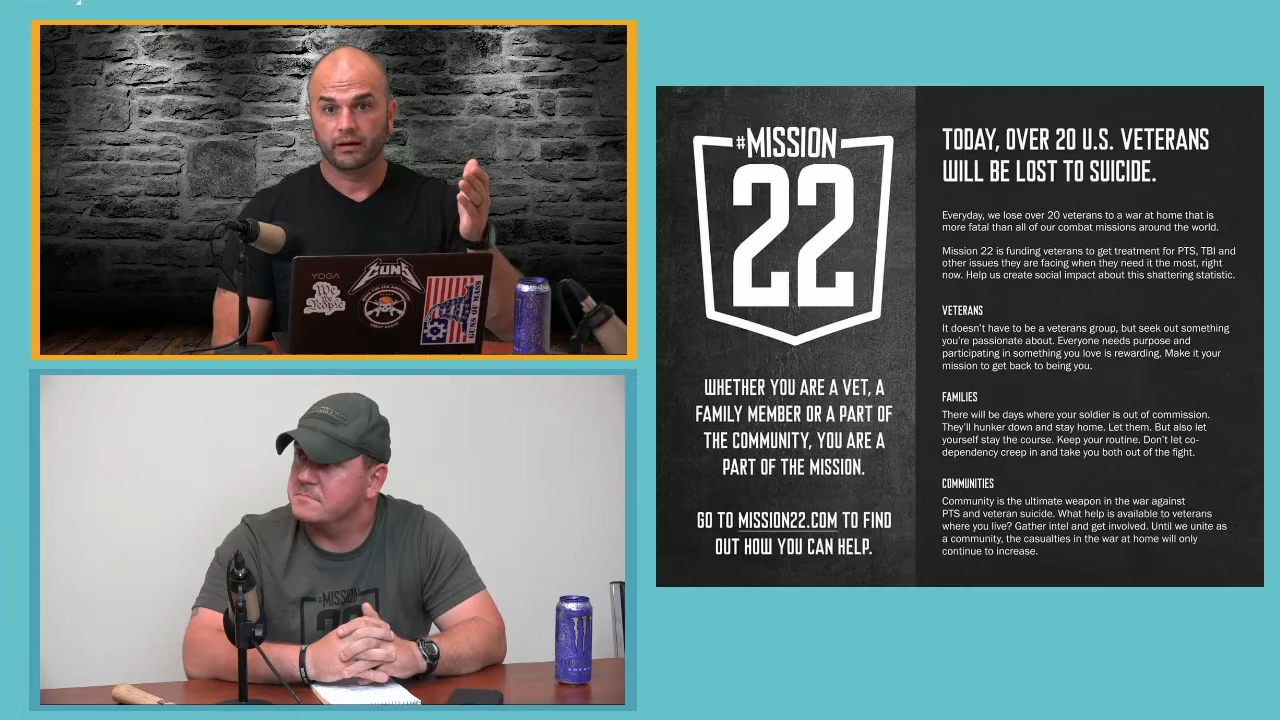 YOGA
We
the
People
GUNS
GUNS OF MASS
#MISSION
22
#MISSION
22
WHETHER YOU ARE A VET, A
FAMILY MEMBER OR A PART OF
THE COMMUNITY, YOU ARE A
PART OF THE MISSION.
GO TO MISSION22.COM TO FIND
OUT HOW YOU CAN HELP.
TODAY, OVER 20 U.S. VETERANS
WILL BE LOST TO SUICIDE.
Everyday, we lose over 20 veterans to a war at home that is
more fatal than all of our combat missions around the world.
Mission 22 is funding veterans to get treatment for PTS, TBI and
other issues they are facing when they need it the most, right
now. Help us create social impact about this shattering statistic.
VETERANS
It doesn't have to be a veterans group, but seek out something
you're passionate about. Everyone needs purpose and
participating in something you love is rewarding. Make it your
mission to get back to being you.
FAMILIES
There will be days where your soldier is out of commission.
They'll hunker down and stay home. Let them. But also let
yourself stay the course. Keep your routine. Don't let co-
dependency creep in and take you both out of the fight.
COMMUNITIES
Community is the ultimate weapon in the war against
PTS and veteran suicide. What help is available to veterans
where you live? Gather intel and get involved. Until we unite as
a community, the casualties in the war at home will only
continue to increase.